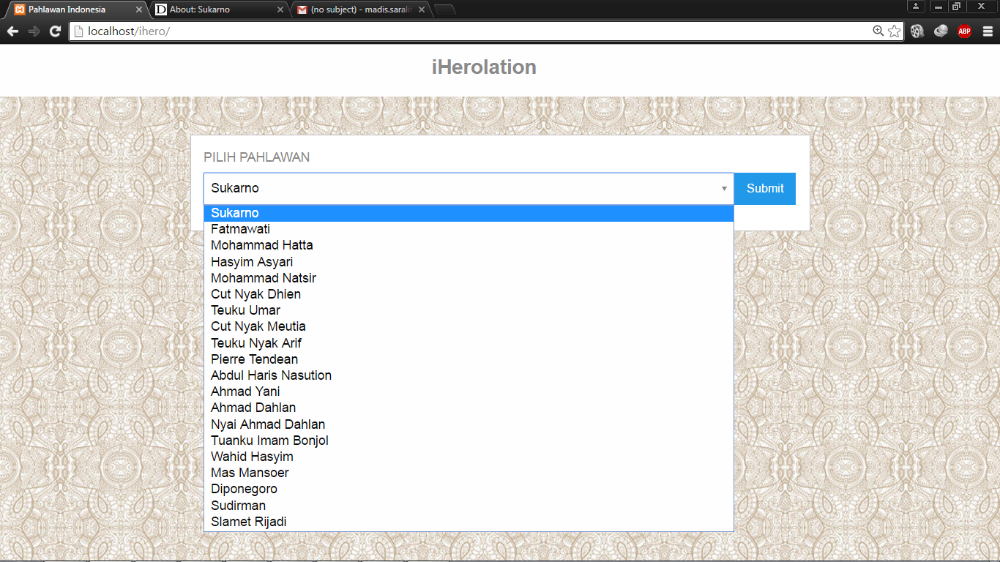 Pahlawan Indonesia
D About: Sukarno
(no subject) - madis.sarali
localhost/ihero/
ABP
iHerolation
PILIH PAHLAWAN
Sukarno
Submit
Sukarno
Fatmawati
Mohammad Hatta
Hasyim Asyari
Mohammad Natsir
Cut Nyak Dhien
Teuku Umar
Cut Nyak Meutia
Teuku Nyak Arif
Pierre Tendean
Abdul Haris Nasution
Ahmad Yani
Ahmad Dahlan
Nyai Ahmad Dahlan
Tuanku Imam Bonjol
Wahid Hasyim
Mas Mansoer
Diponegoro
Sudirman
Slamet Rijadi